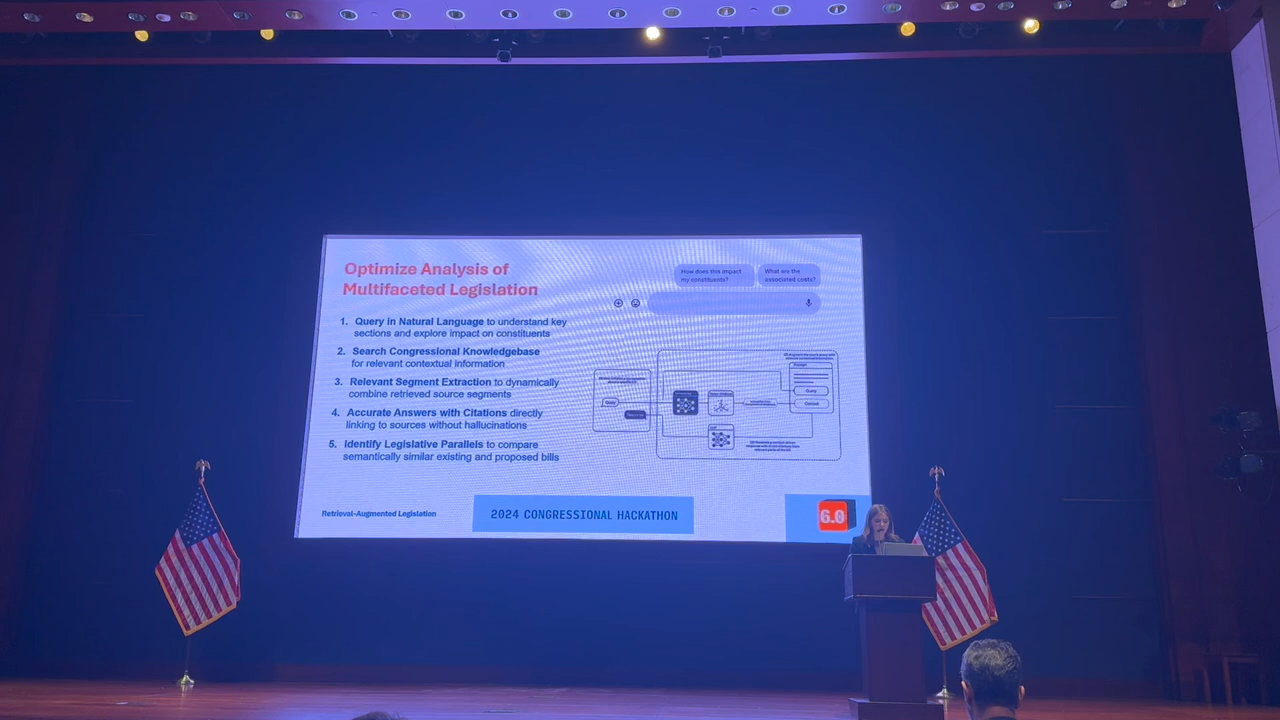 Optimize Analysis of
Multifaceted Legislation
1. Query in Natural Language to understand key
sections and explore impact on constituents
2. Search Congressional Knowledgebase
for relevant contextual information
3. Relevant Segment Extraction to dynamically
combine retrieved source segments
4. Accurate Answers with Citations directly
linking to sources without hallucinations
5. Identify Legislative Parallels to compare
semantically similar existing and proposed bills
How does this impact
my constituents?
What are the
associated costs?
Query
Prompt
Query
Context
Retrieval-Augmented Legislation
2024 CONGRESSIONAL HACKATHON
6.0